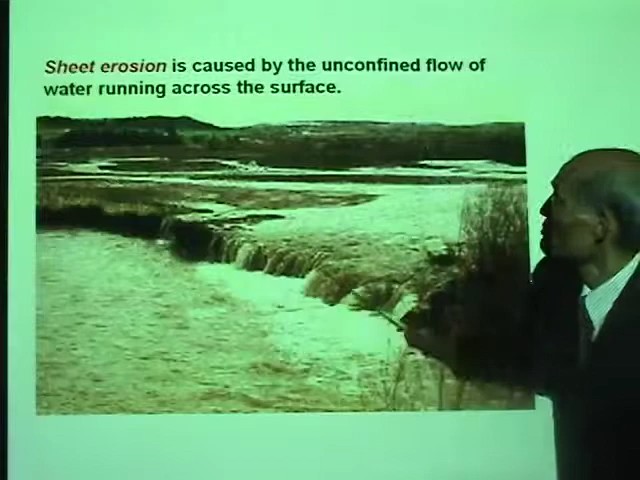 Sheet erosion is caused by the unconfined flow of
water running across the surface.